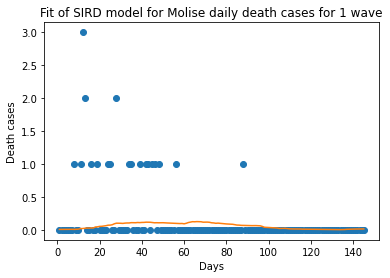 Fit of SIRD model for Molise daily death cases for 1 wave
3.0
2.5
2.0
1.5
1.0
0.5
0.0
Death cases
0 20 40 60 80 100 120 140
Days